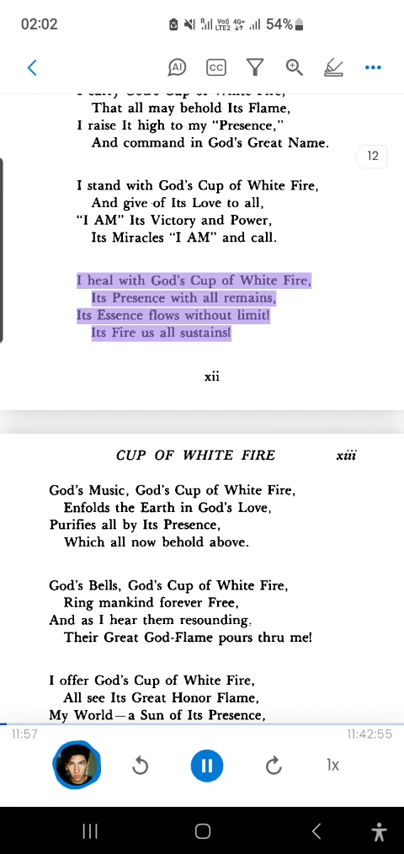 02:02
54%
AI
CC
That all may behold Its Flame,
I raise It high to my “Presence,”
And command in God's Great Name.
12
I stand with God's Cup of White Fire,
And give of Its Love to all,
“I AM” Its Victory and Power,
Its Miracles “I AM” and call.
I heal with God's Cup of White Fire,
Its Presence with all remains,
Its Essence flows without limit!
Its Fire us all sustains!
xii
CUP OF WHITE FIRE xiii
God's Music, God's Cup of White Fire,
Enfolds the Earth in God's Love,
Purifies all by Its Presence,
Which all now behold above.
God's Bells, God's Cup of White Fire,
Ring mankind forever Free,
And as I hear them resounding,
Their Great God-Flame pours thru me!
I offer God's Cup of White Fire,
All see Its Great Honor Flame,
My World—a Sun of Its Presence,
11:57
11:42:55
1x